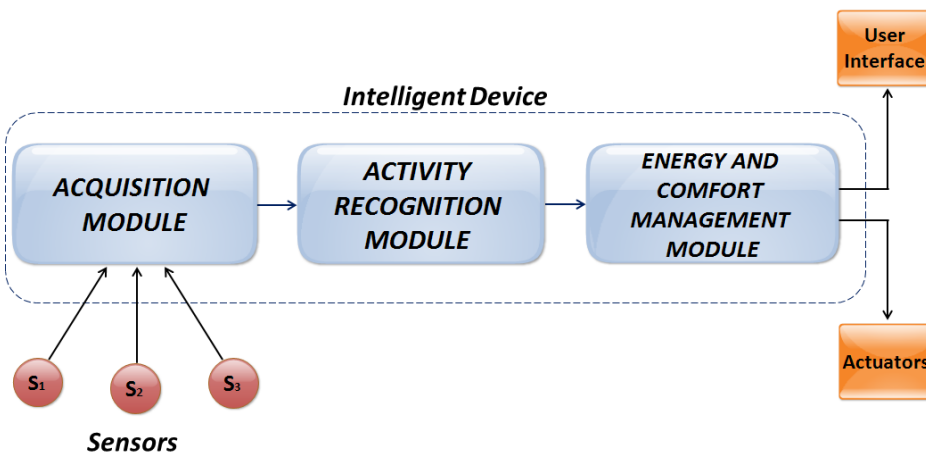 User
Interface
Intelligent Device
ACQUISITION
MODULE
ACTIVITY
RECOGNITION
MODULE
ENERGY AND
COMFORT
MANAGEMENT
MODULE
S1
S2
S3
Sensors
Actuators